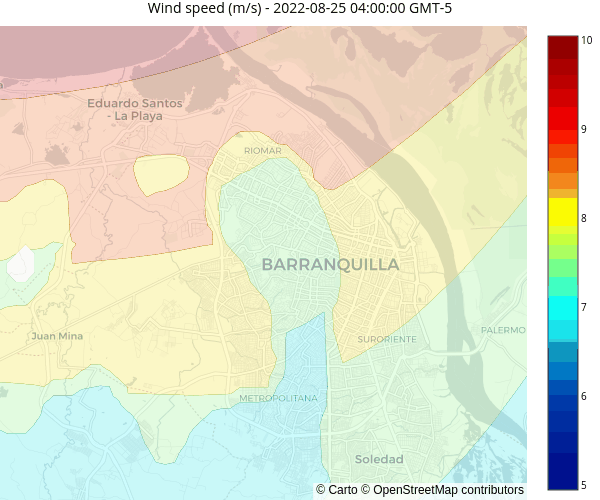 Wind speed (m/s) - 2022-08-25 04:00:00 GMT-5
10
Eduardo Santos
- La Playa
9
RIOMAR
8
BARRANQUILLA
7
Juan Mina
SURORIENTE
PALERMO
6
METROPOLITANA
Soledad
5
© Carto © OpenStreetMap contributors